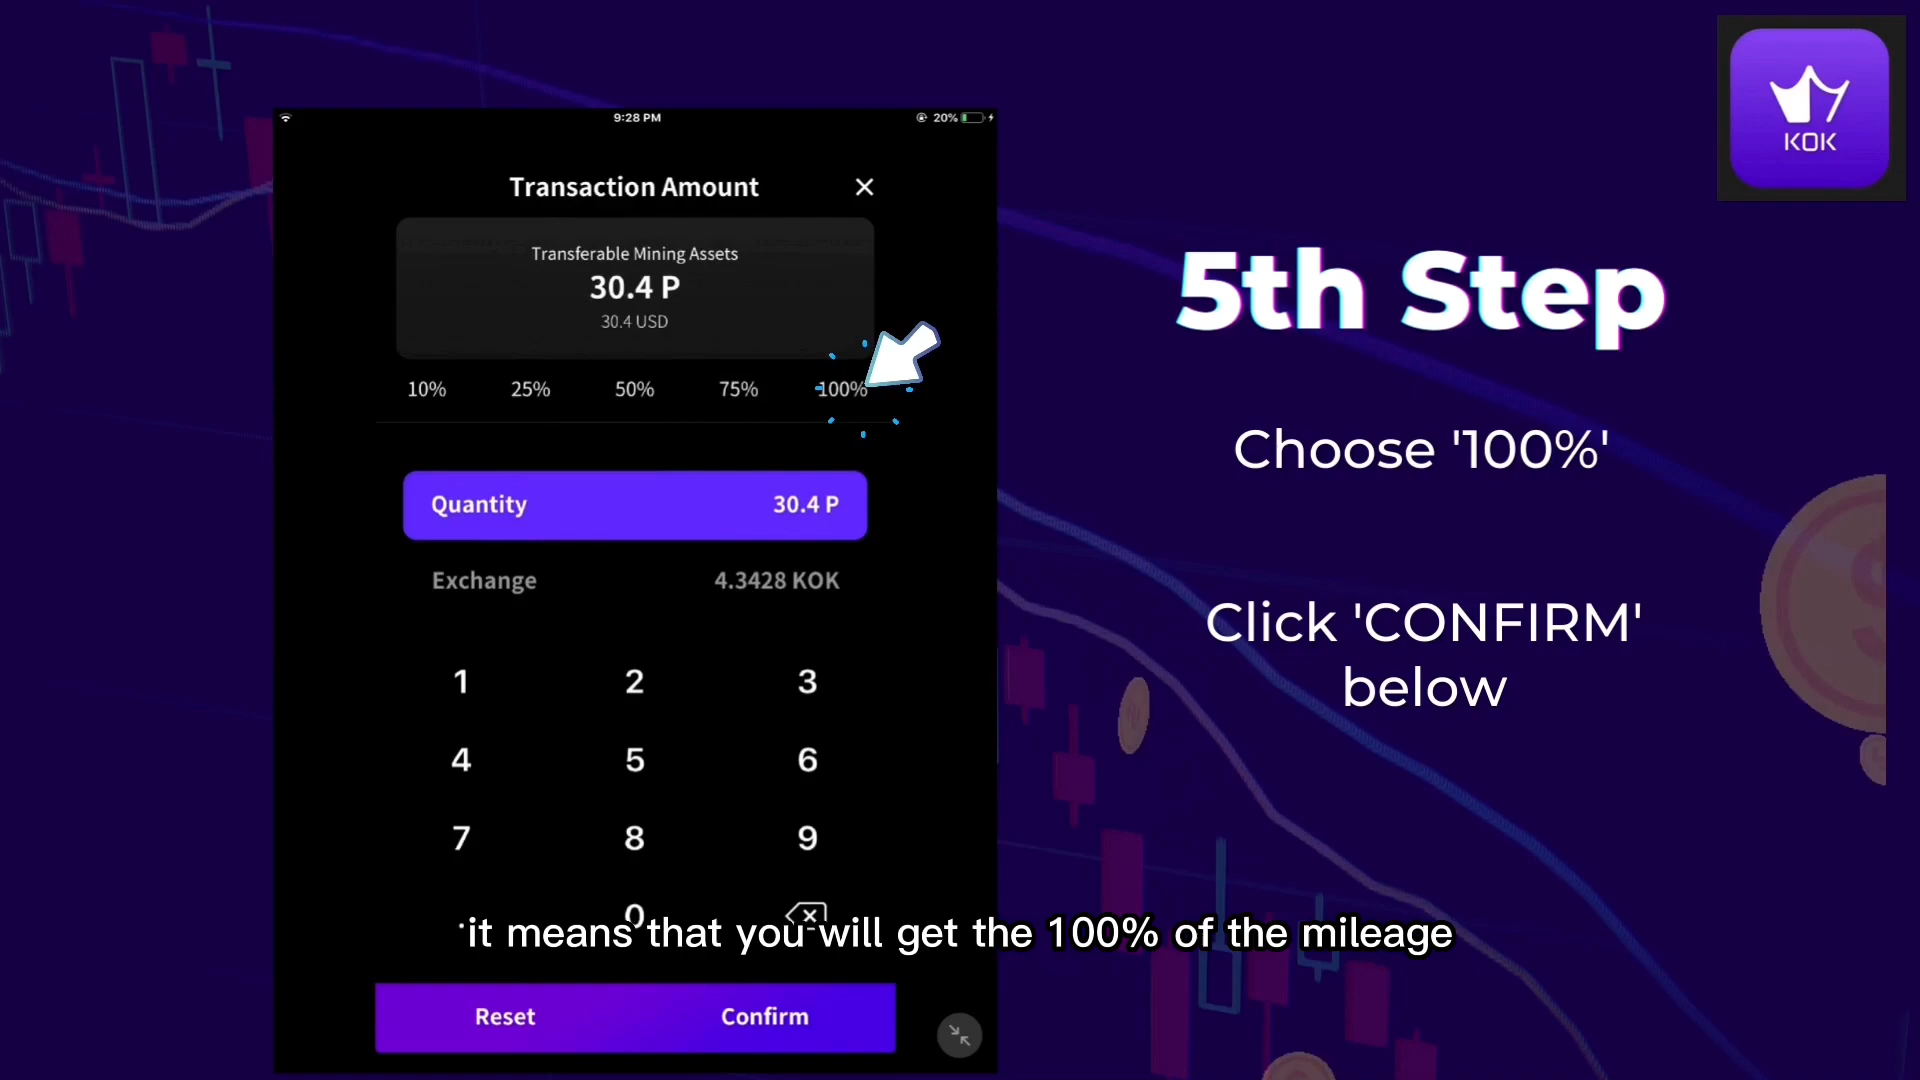 KOK
9:28 PM
20%
Transaction Amount
Transferable Mining Assets
30.4 P
30.4 USD
10% 25% 50% 75% 100%
Quantity 30.4 P
Exchange 4.3428 KOK
1 2 3
4 5 6
7 8 9
0
Reset Confirm
5th Step
Choose '100%'
Click 'CONFIRM'
below
it means that you will get the 100% of the mileage